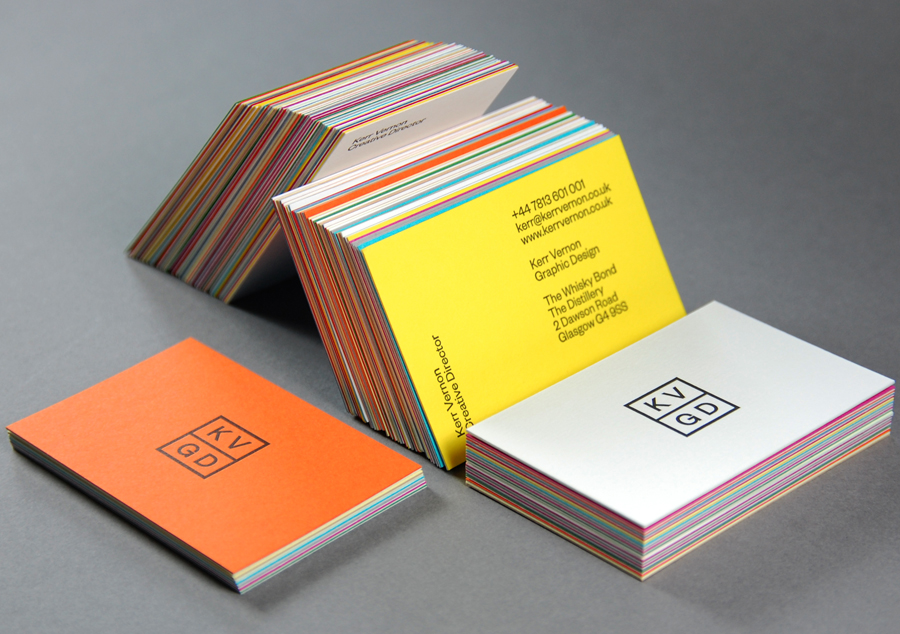 Kerr Vernon
Creative Director
+44 7813 601 001
kerr@kerrvernon.co.uk
www.kerrvernon.co.uk
Kerr Vernon
Graphic Design
The Whisky Bond
The Distillery
2 Dawson Road
Glasgow G4 9SS
Kerr Vernon
Creative Director
KV
GD
KV
GD